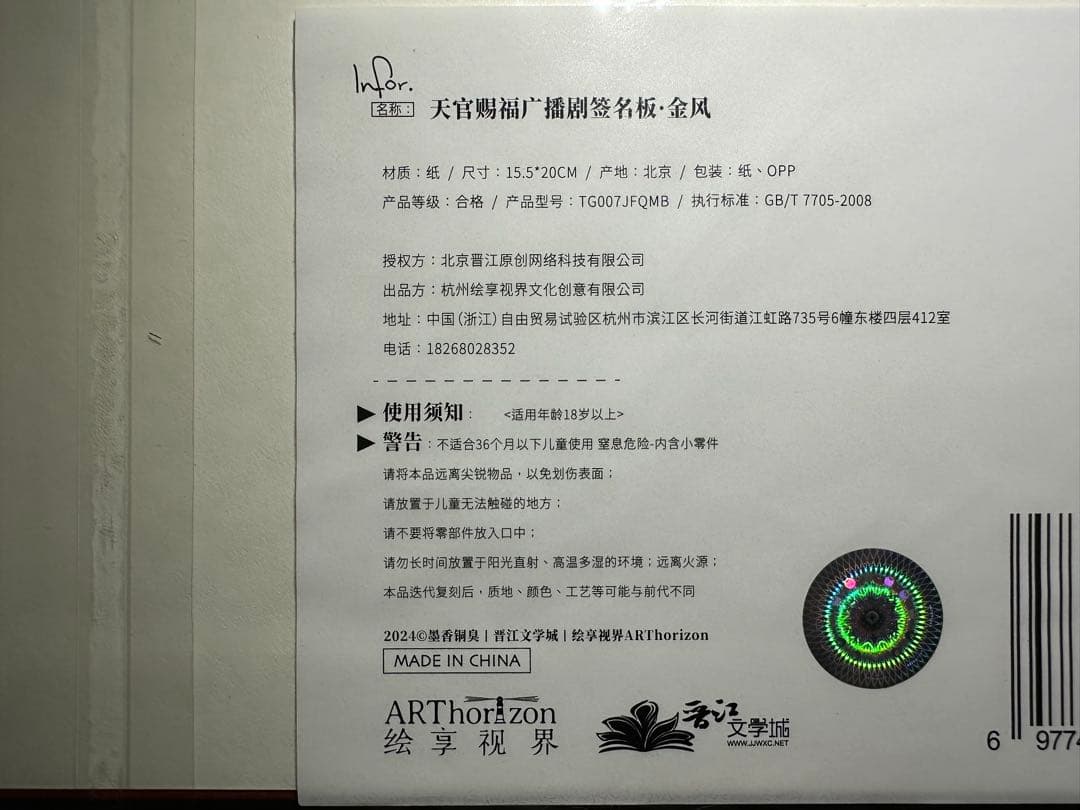 Infor.
名称： 天官赐福广播剧签名板·金风
材质：纸 / 尺寸：15.5*20CM / 产地：北京 / 包装：纸、OPP
产品等级：合格 / 产品型号：TG007JFQMB / 执行标准：GB/T 7705-2008
授权方：北京晋江原创网络科技有限公司
出品方：杭州绘享视界文化创意有限公司
地址：中国(浙江)自由贸易试验区杭州市滨江区长河街道江虹路735号6幢东楼四层412室
电话：18268028352
▶使用须知： <适用年龄18岁以上>
▶警告：不适合36个月以下儿童使用 窒息危险-内含小零件
请将本品远离尖锐物品，以免划伤表面；
请放置于儿童无法触碰的地方；
请不要将零部件放入口中；
请勿长时间放置于阳光直射、高温多湿的环境；远离火源；
本品迭代复刻后，质地、颜色、工艺等可能与前代不同
2024©墨香铜臭 | 晋江文学城 | 绘享视界ARThorizon
MADE IN CHINA
ARThorizon
绘享视界
晋江文学城
WWW.JJWXC.NET
6 9774